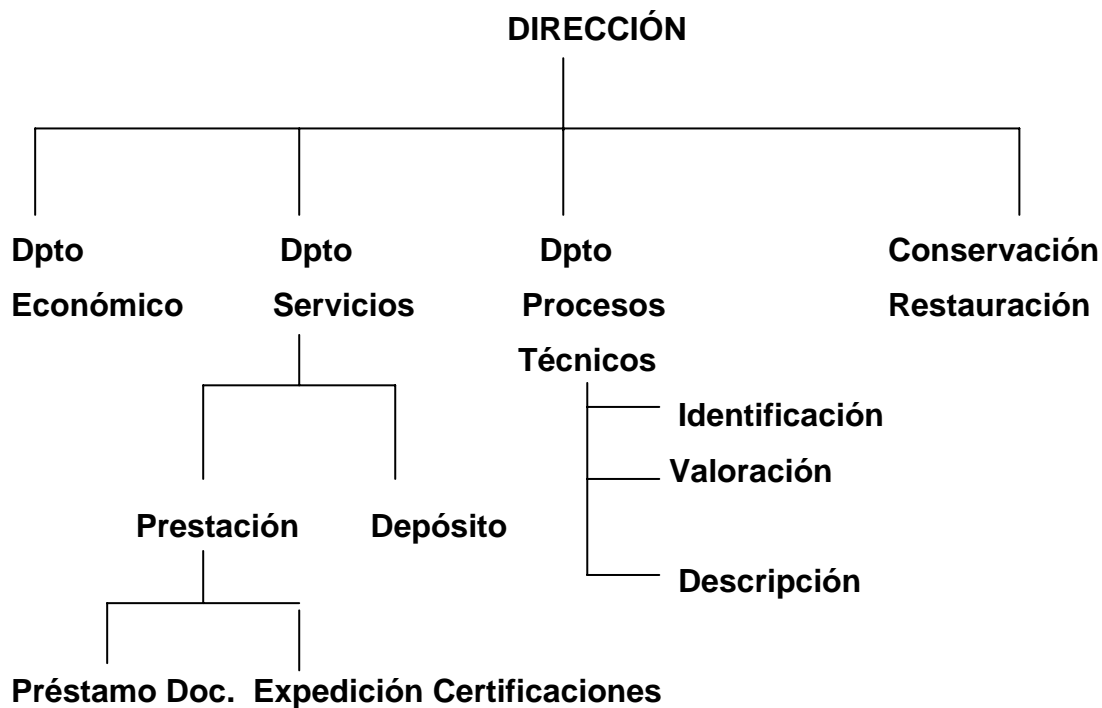 DIRECCIÓN
Dpto Dpto Dpto Conservación
Económico Servicios Procesos Restauración
Técnicos
Identificación
Valoración
Prestación Depósito
Descripción
Préstamo Doc. Expedición Certificaciones